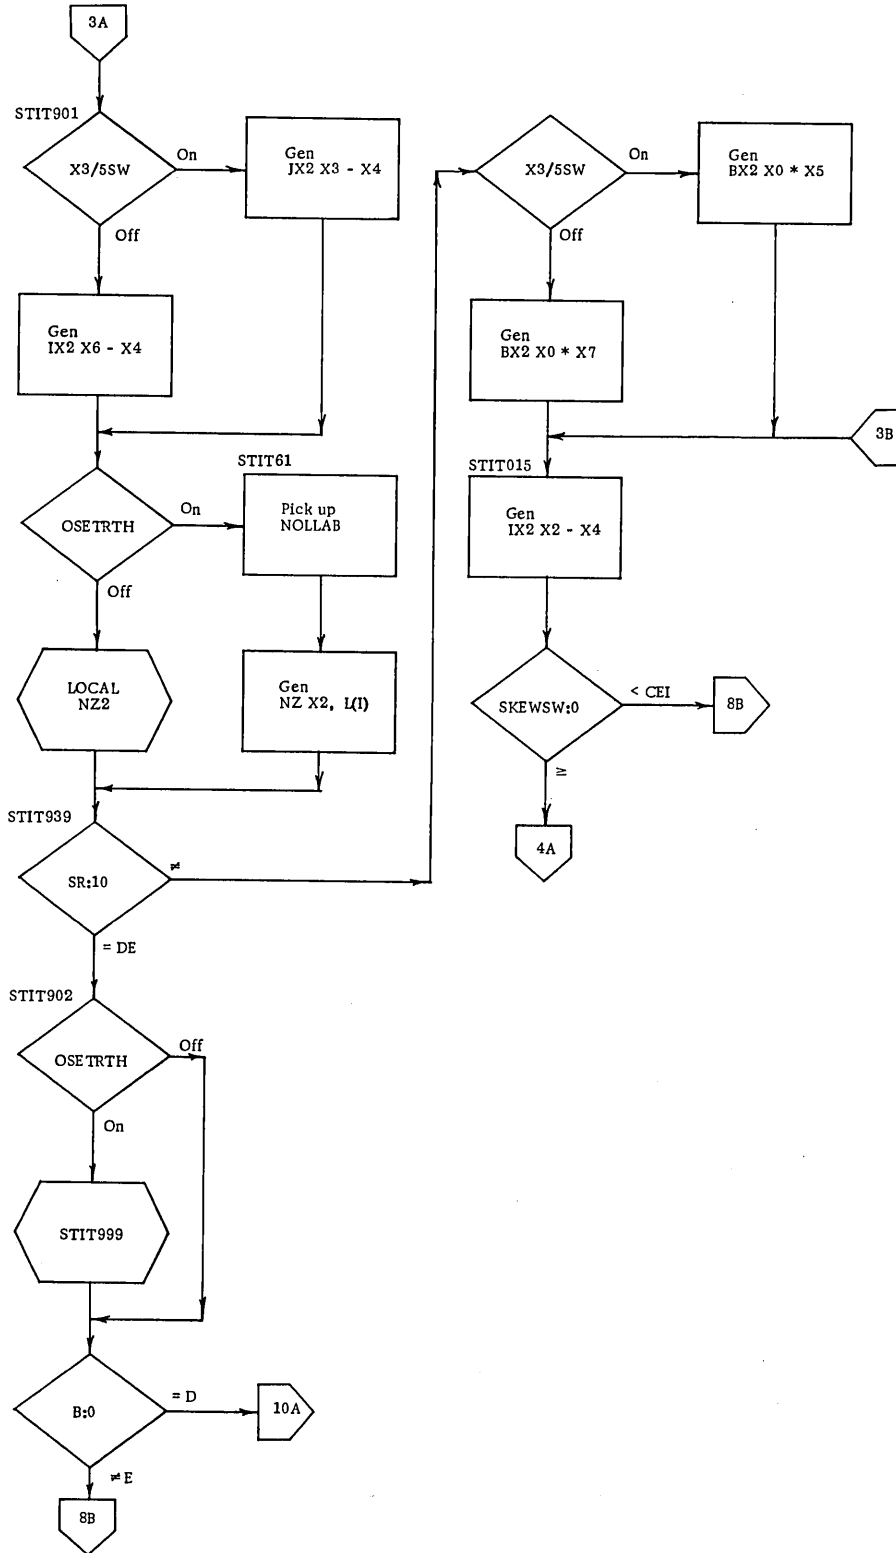 3A
STIT901
X3/5SW
On
Gen
JX2 X3 - X4
Off
Gen
IX2 X6 - X4
OSETRTH
On
STIT61
Pick up
NOLLAB
Off
LOCAL
NZ2
Gen
NZ X2, L(I)
STIT939
SR:10
≠
= DE
STIT902
OSETRTH
Off
On
STIT999
B:0
= D
10A
≠ E
8B
X3/5SW
On
Gen
BX2 X0 * X5
Off
Gen
BX2 X0 * X7
3B
STIT015
Gen
IX2 X2 - X4
SKEWSW:0
< CEI
8B
≥
4A